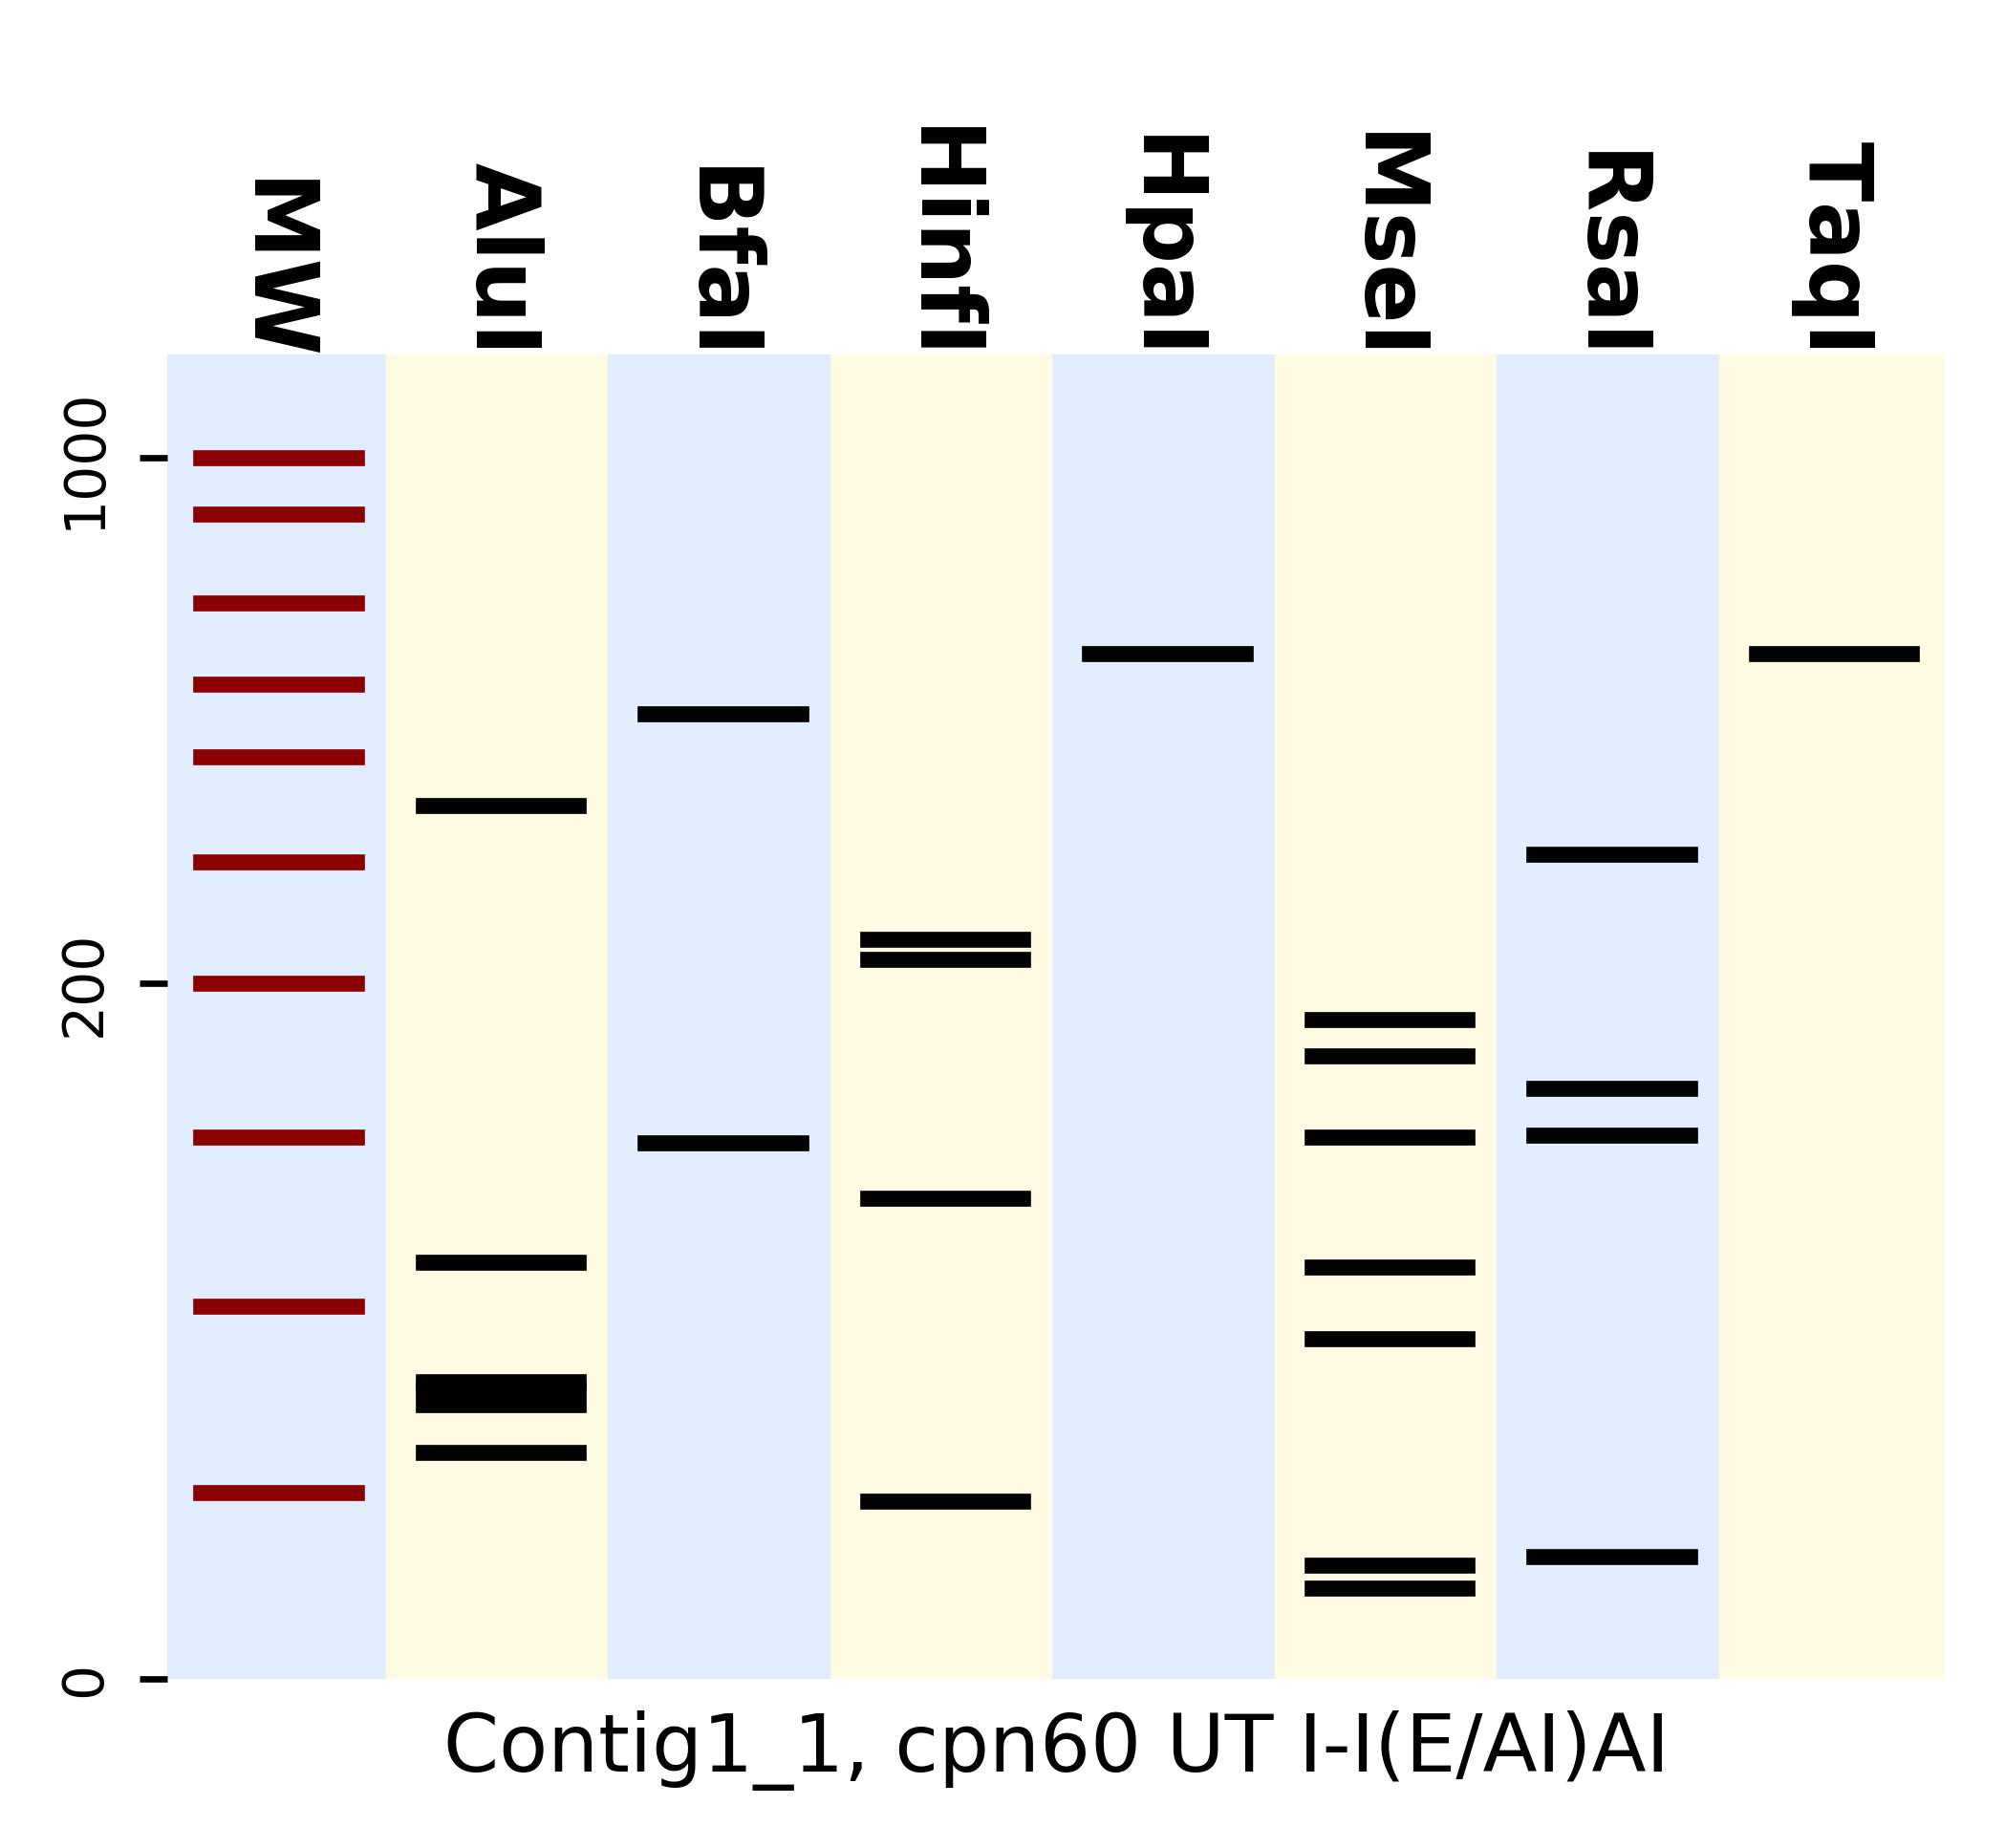 MW
AluI
BfaI
HinfI
HpaI
MseI
RsaI
TaqI
1000
200
0
Contig1_1, cpn60 UT I-I(E/AI)AI